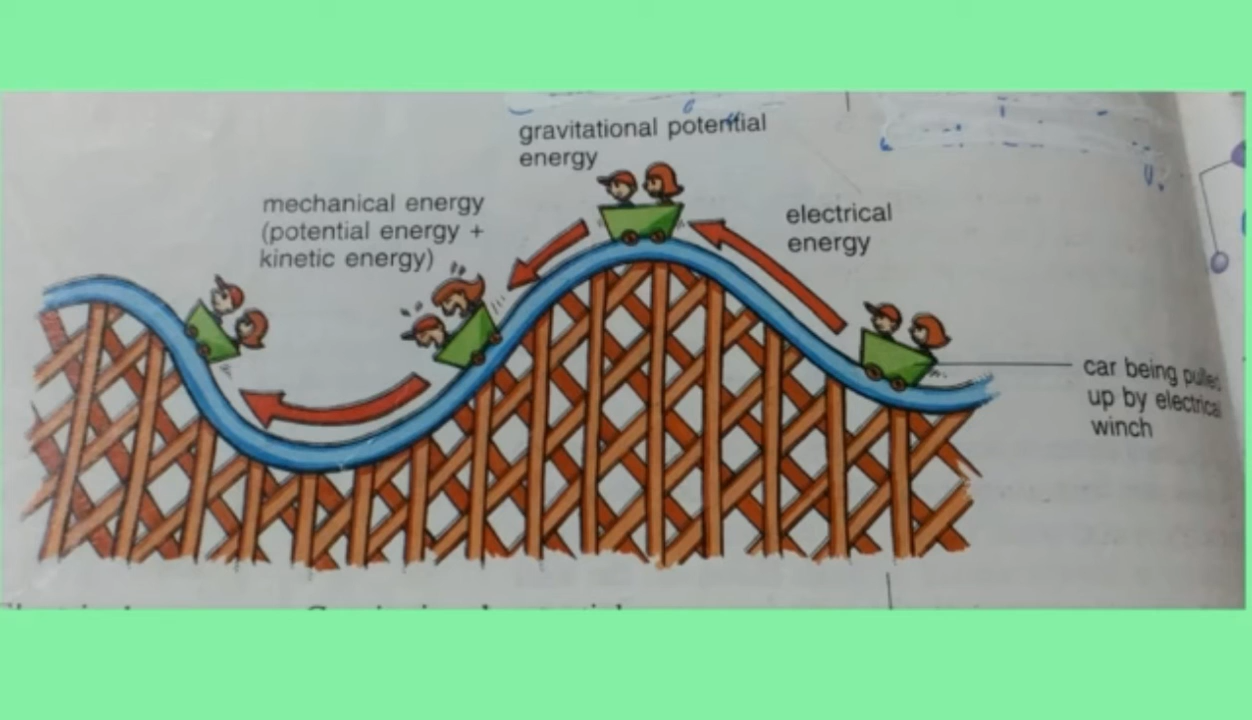 gravitational potential
energy
mechanical energy
(potential energy +
kinetic energy)
electrical
energy
car being pulled
up by electrical
winch